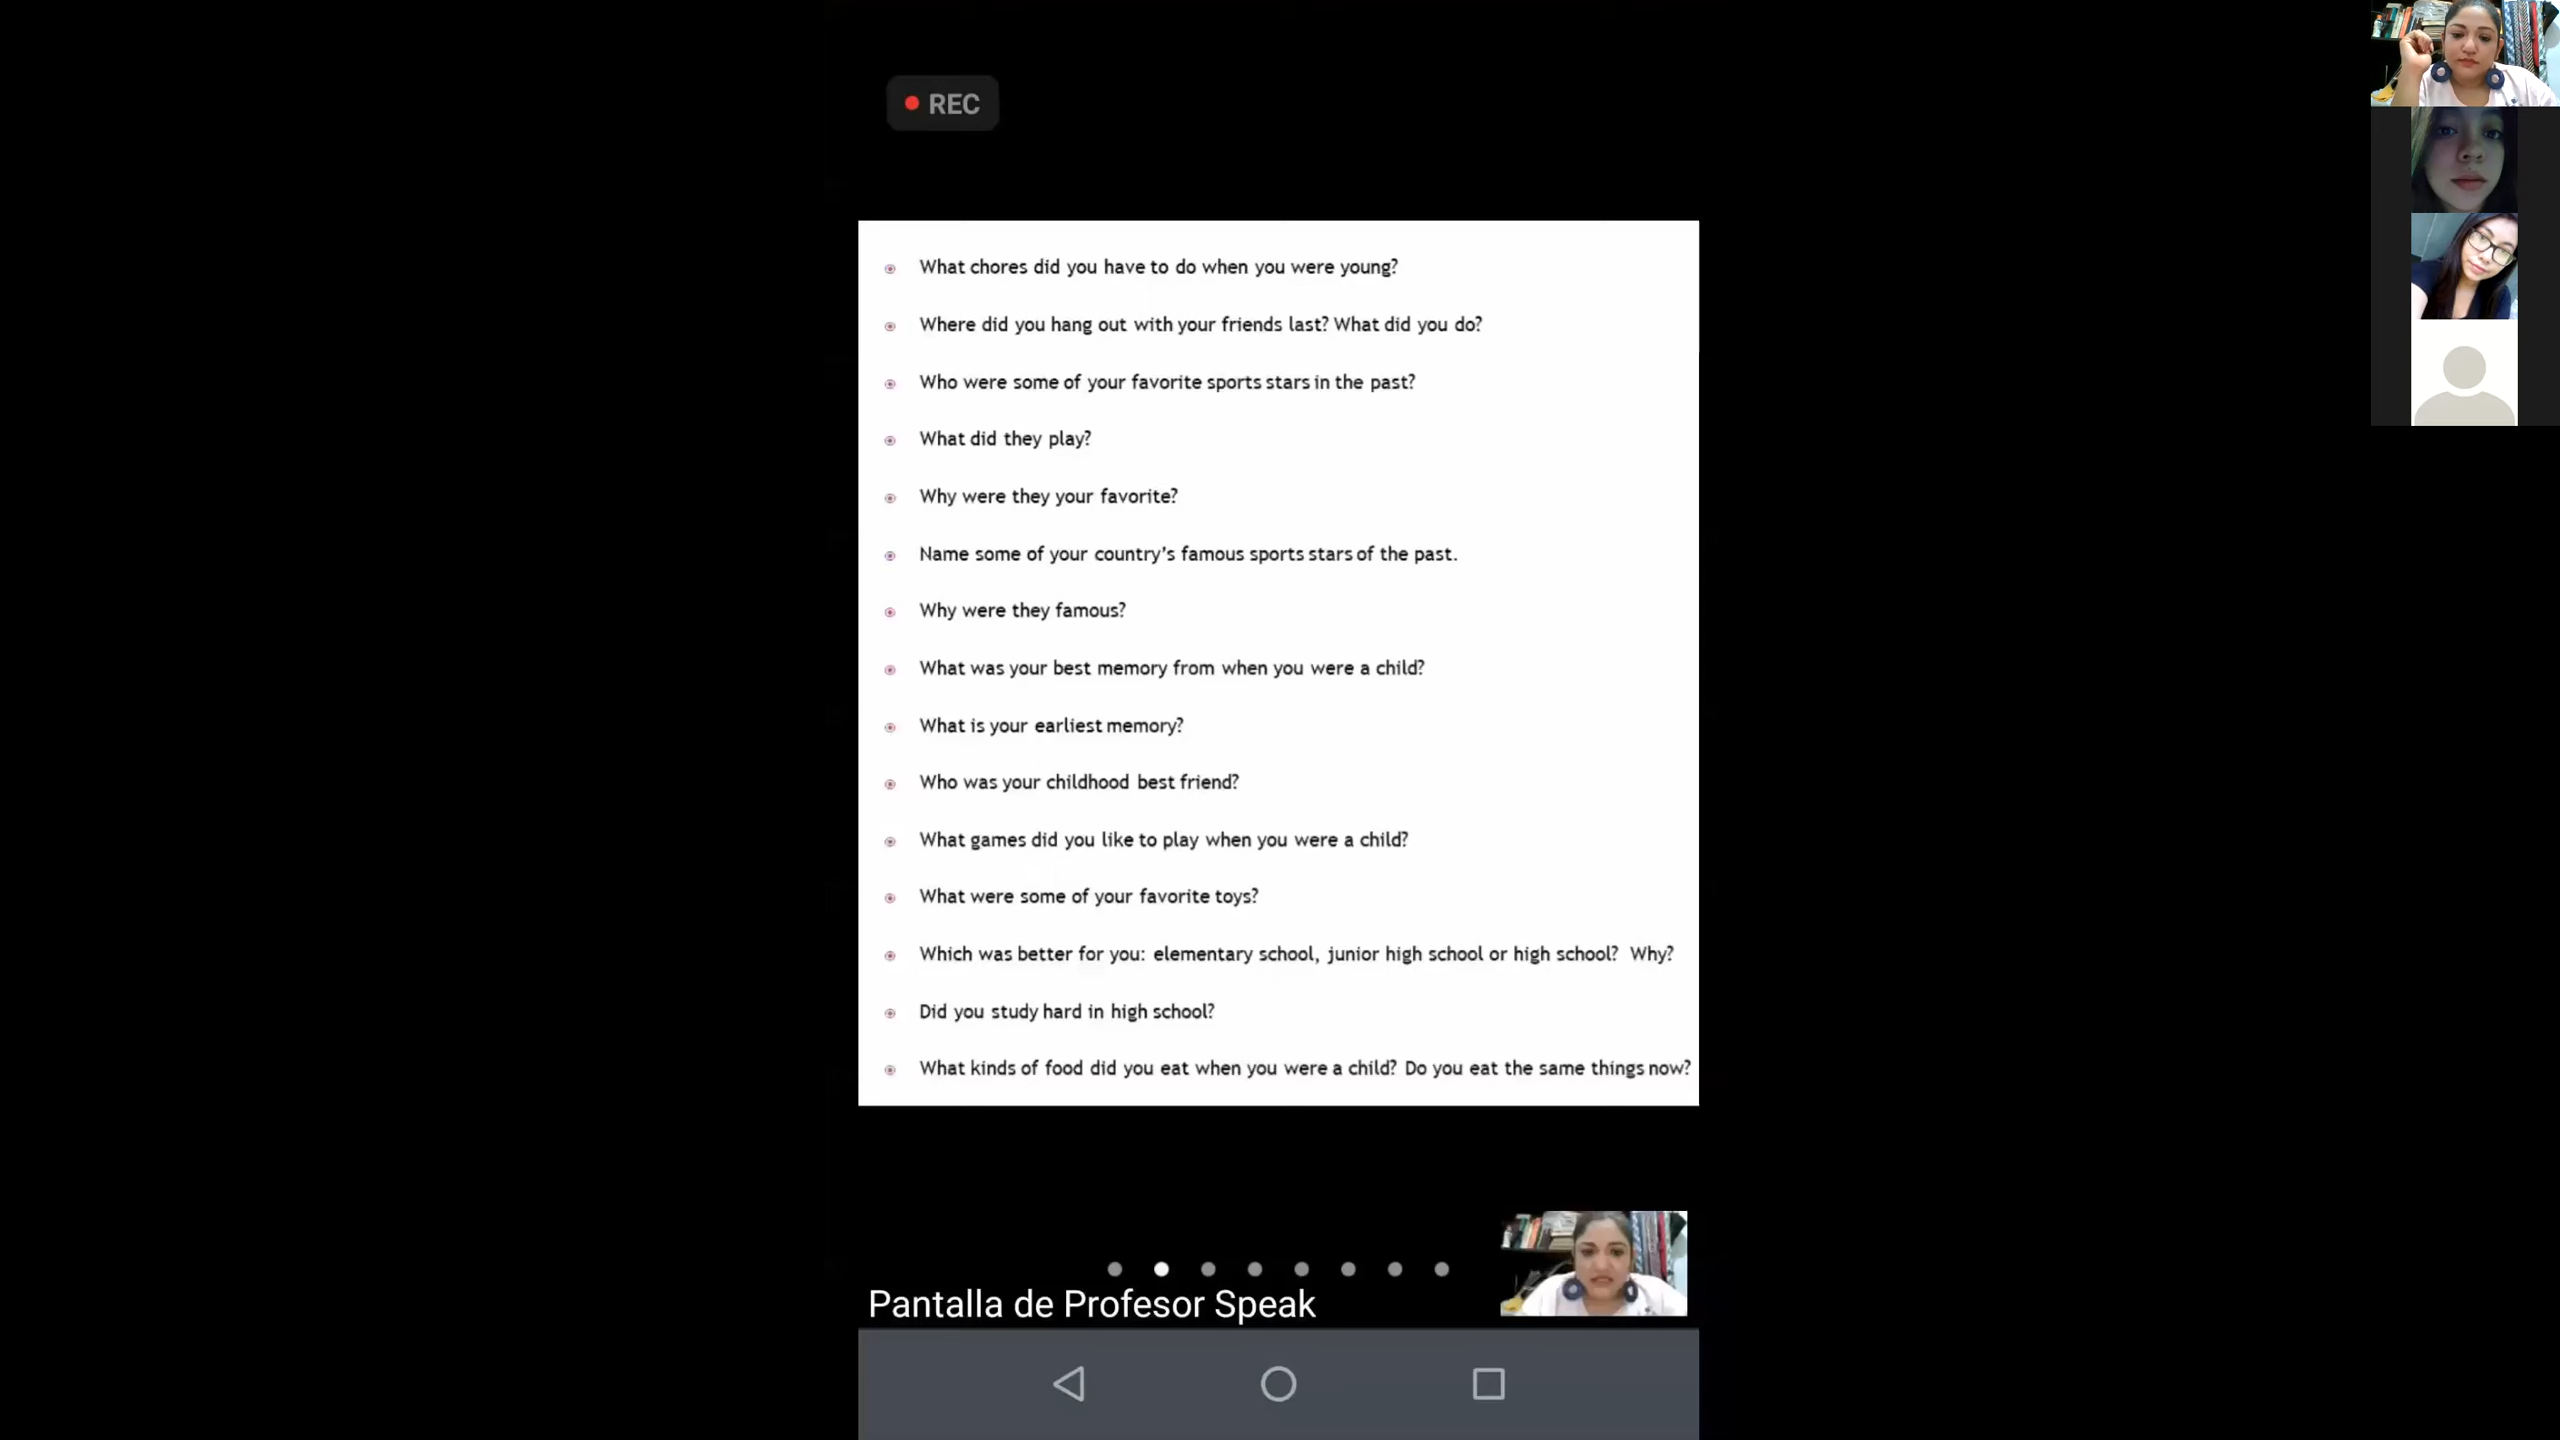 REC
What chores did you have to do when you were young?
Where did you hang out with your friends last? What did you do?
Who were some of your favorite sports stars in the past?
What did they play?
Why were they your favorite?
Name some of your country’s famous sports stars of the past.
Why were they famous?
What was your best memory from when you were a child?
What is your earliest memory?
Who was your childhood best friend?
What games did you like to play when you were a child?
What were some of your favorite toys?
Which was better for you: elementary school, junior high school or high school? Why?
Did you study hard in high school?
What kinds of food did you eat when you were a child? Do you eat the same things now?
Pantalla de Profesor Speak